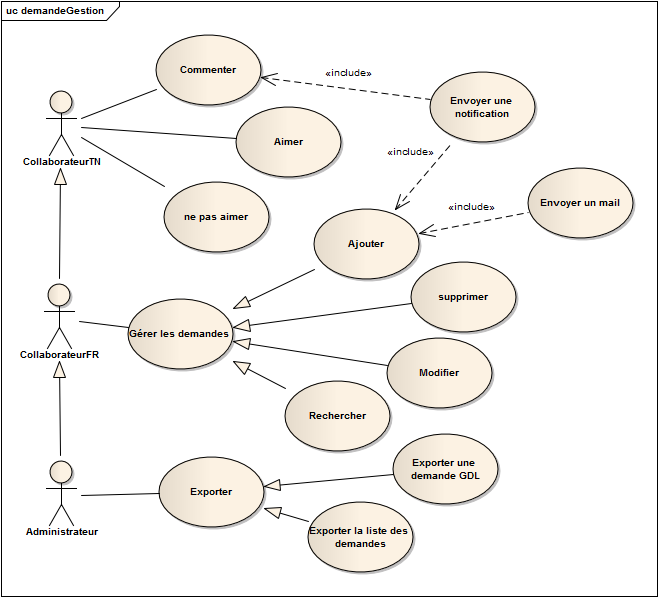 uc demandeGestion
Commenter
«include»
Envoyer une
notification
Aimer
«include»
CollaborateurTN
ne pas aimer
«include»
Envoyer un mail
Ajouter
supprimer
Gérer les demandes
CollaborateurFR
Modifier
Rechercher
Exporter une
demande GDL
Exporter
Administrateur
Exporter la liste des
demandes